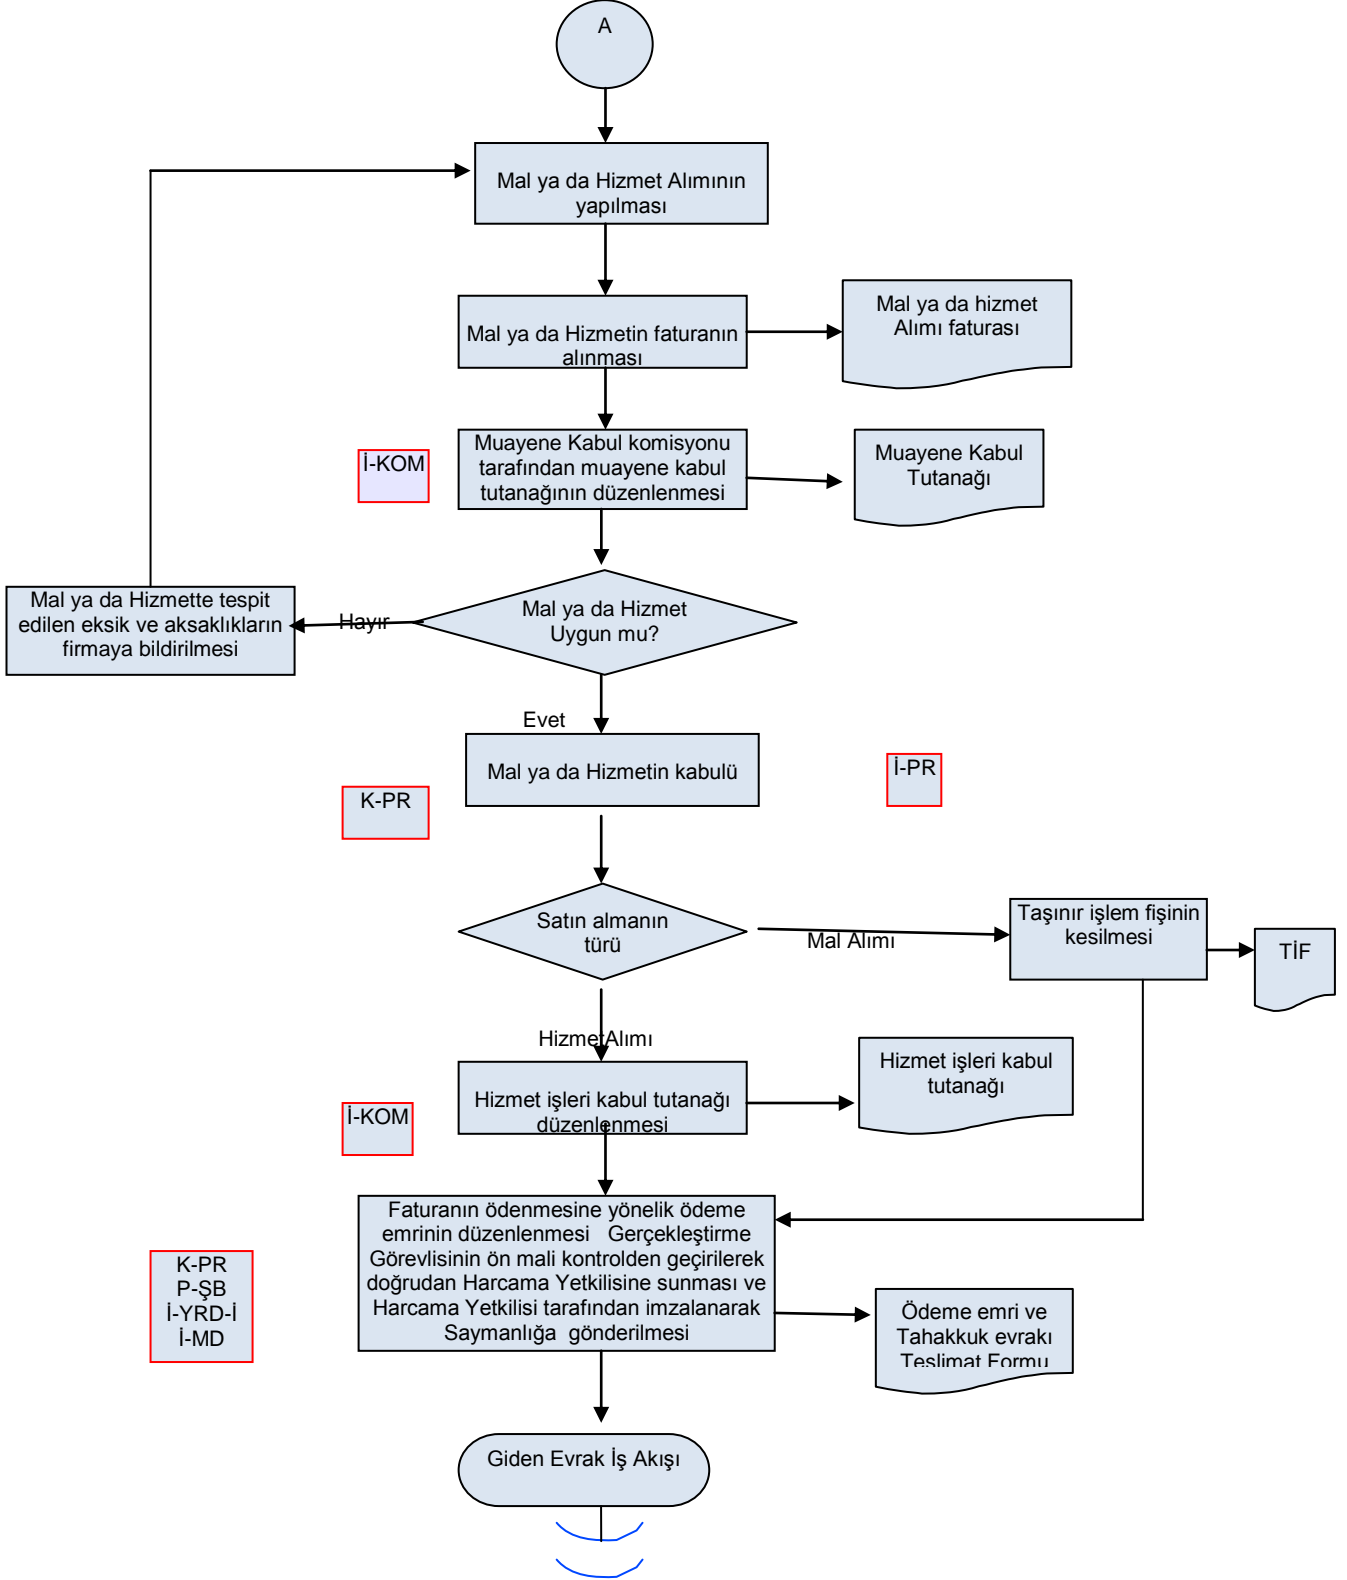 A
Mal ya da Hizmet Alımının
yapılması
Mal ya da Hizmetin faturanın
alınması
Mal ya da hizmet
Alımı faturası
İ-KOM
Muayene Kabul komisyonu
tarafından muayene kabul
tutanağının düzenlenmesi
Muayene Kabul
Tutanağı
Mal ya da Hizmette tespit
edilen eksik ve aksaklıkların
firmaya bildirilmesi
Hayır
Mal ya da Hizmet
Uygun mu?
Evet
Mal ya da Hizmetin kabulü
İ-PR
K-PR
Satın almanın
türü
Mal Alımı
Taşınır işlem fişinin
kesilmesi
TİF
HizmetAlımı
Hizmet işleri kabul tutanağı
düzenlenmesi
Hizmet işleri kabul
tutanağı
İ-KOM
Faturanın ödenmesine yönelik ödeme
emrinin düzenlenmesi Gerçekleştirme
Görevlisinin ön mali kontrolden geçirilerek
doğrudan Harcama Yetkilisine sunması ve
Harcama Yetkilisi tarafından imzalanarak
Saymanlığa gönderilmesi
K-PR
P-ŞB
İ-YRD-İ
İ-MD
Ödeme emri ve
Tahakkuk evrakı
Teslimat Formu
Giden Evrak İş Akışı